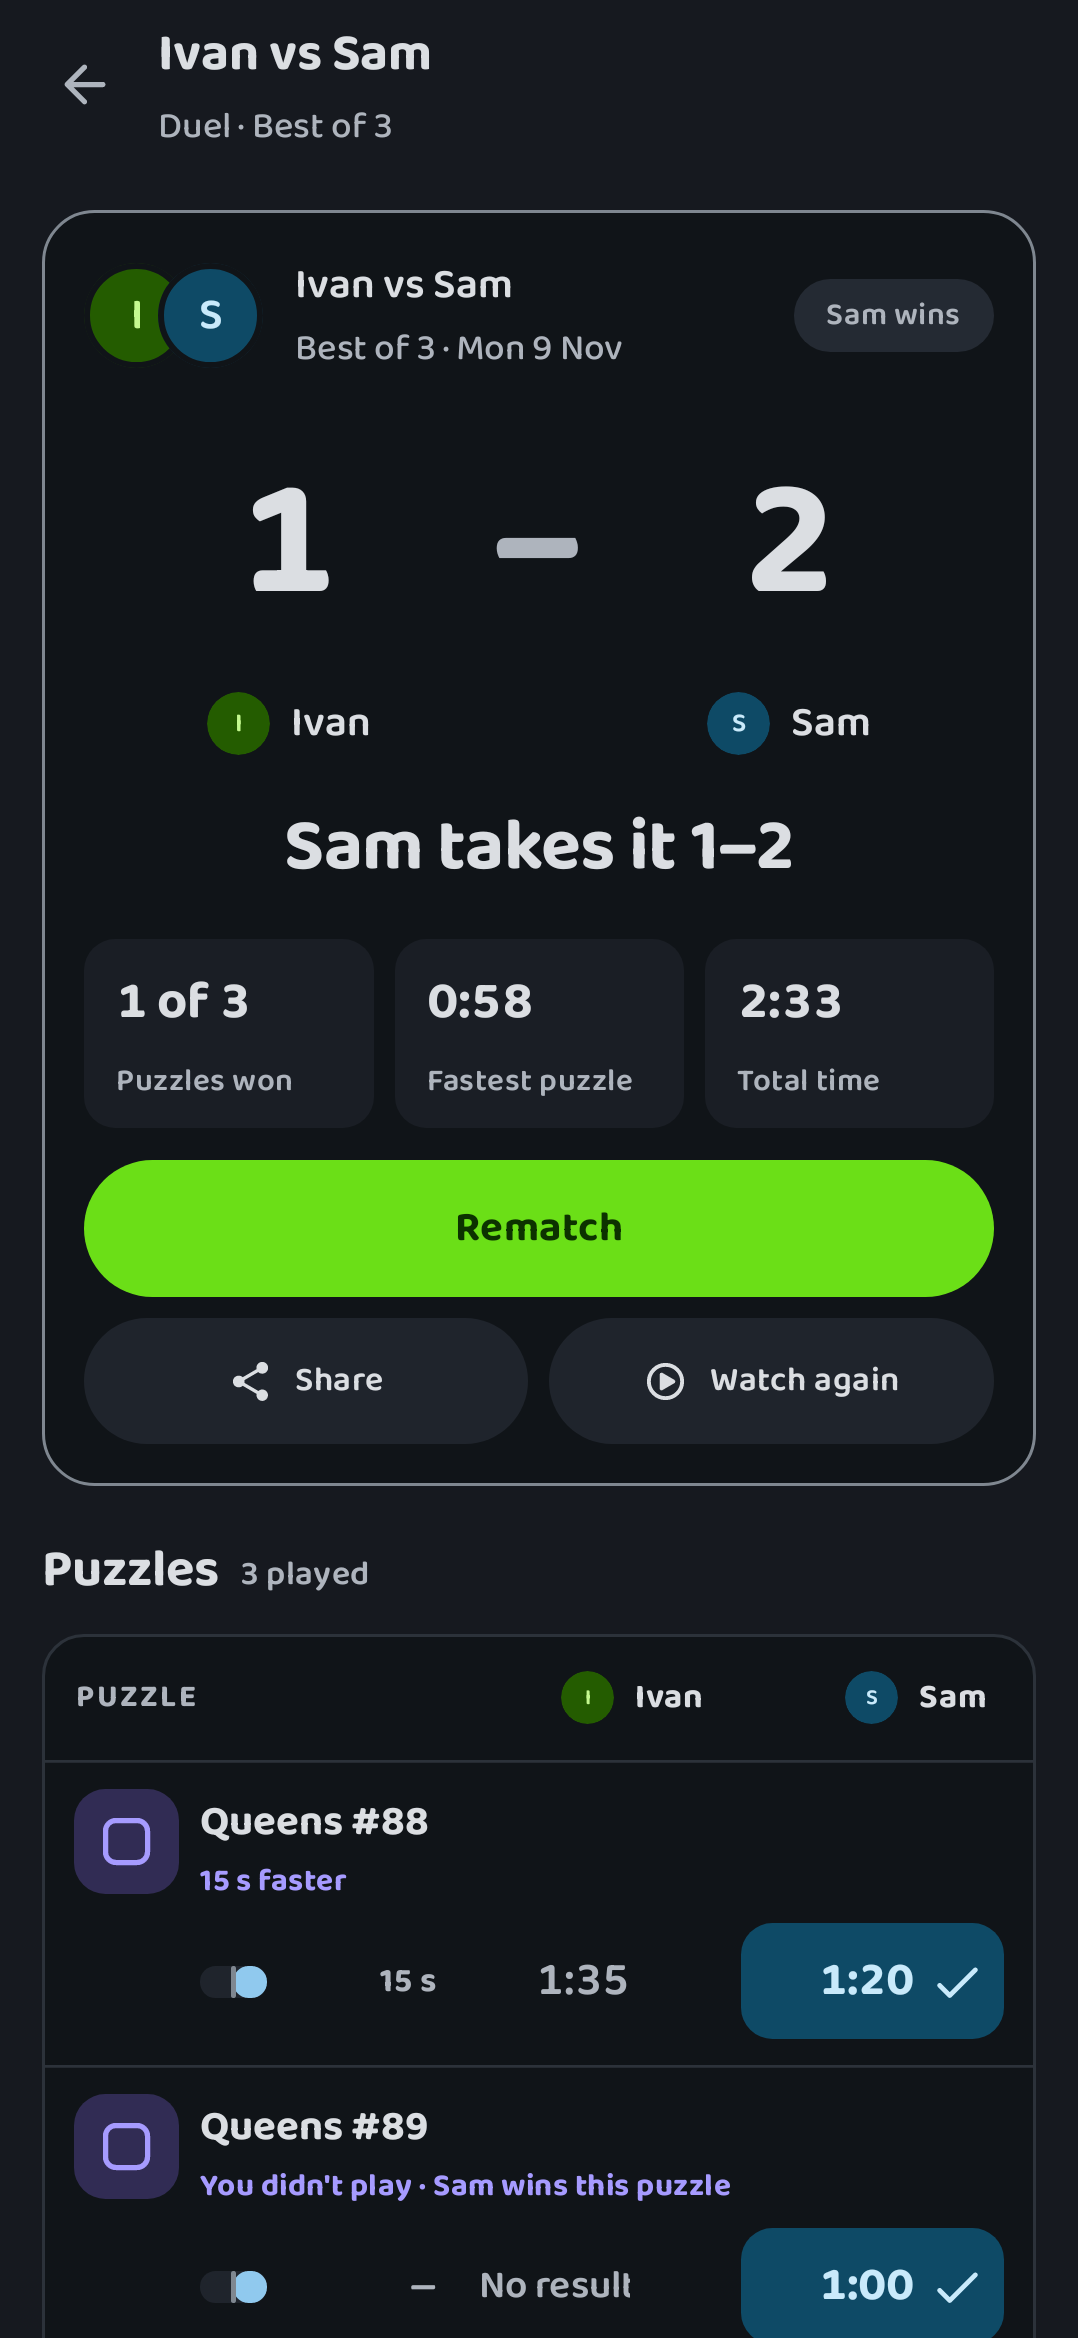 Ivan vs Sam
Duel · Best of 3
I S
Ivan vs Sam
Best of 3 · Mon 9 Nov
Sam wins
1 – 2
I Ivan
S Sam
Sam takes it 1–2
1 of 3
Puzzles won
0:58
Fastest puzzle
2:33
Total time
Rematch
Share
Watch again
Puzzles 3 played
PUZZLE I Ivan S Sam
Queens #88
15 s faster
15 s 1:35 1:20
Queens #89
You didn't play · Sam wins this puzzle
– No result 1:00